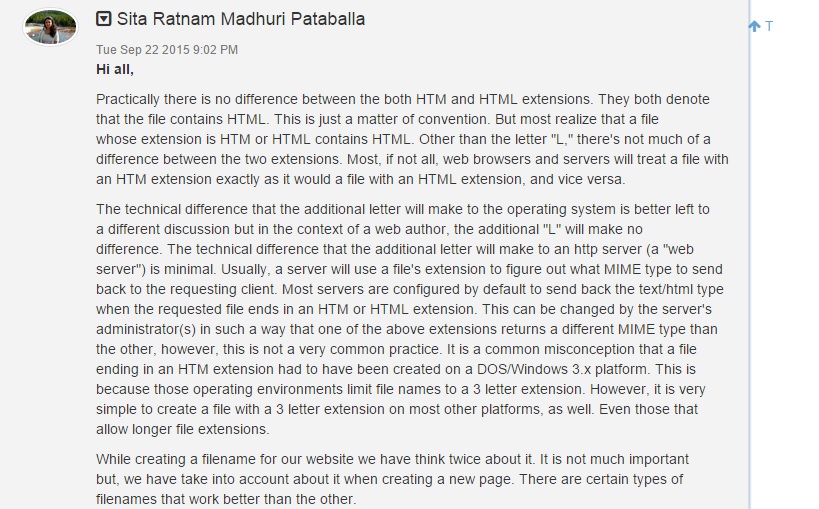 Sita Ratnam Madhuri Pataballa
T
Tue Sep 22 2015 9:02 PM
Hi all,
Practically there is no difference between the both HTM and HTML extensions. They both denote
that the file contains HTML. This is just a matter of convention. But most realize that a file
whose extension is HTM or HTML contains HTML. Other than the letter "L," there's not much of a
difference between the two extensions. Most, if not all, web browsers and servers will treat a file with
an HTM extension exactly as it would a file with an HTML extension, and vice versa.
The technical difference that the additional letter will make to the operating system is better left to
a different discussion but in the context of a web author, the additional "L" will make no
difference. The technical difference that the additional letter will make to an http server (a "web
server") is minimal. Usually, a server will use a file's extension to figure out what MIME type to send
back to the requesting client. Most servers are configured by default to send back the text/html type
when the requested file ends in an HTM or HTML extension. This can be changed by the server's
administrator(s) in such a way that one of the above extensions returns a different MIME type than
the other, however, this is not a very common practice. It is a common misconception that a file
ending in an HTM extension had to have been created on a DOS/Windows 3.x platform. This is
because those operating environments limit file names to a 3 letter extension. However, it is very
simple to create a file with a 3 letter extension on most other platforms, as well. Even those that
allow longer file extensions.
While creating a filename for our website we have think twice about it. It is not much important
but, we have take into account about it when creating a new page. There are certain types of
filenames that work better than the other.